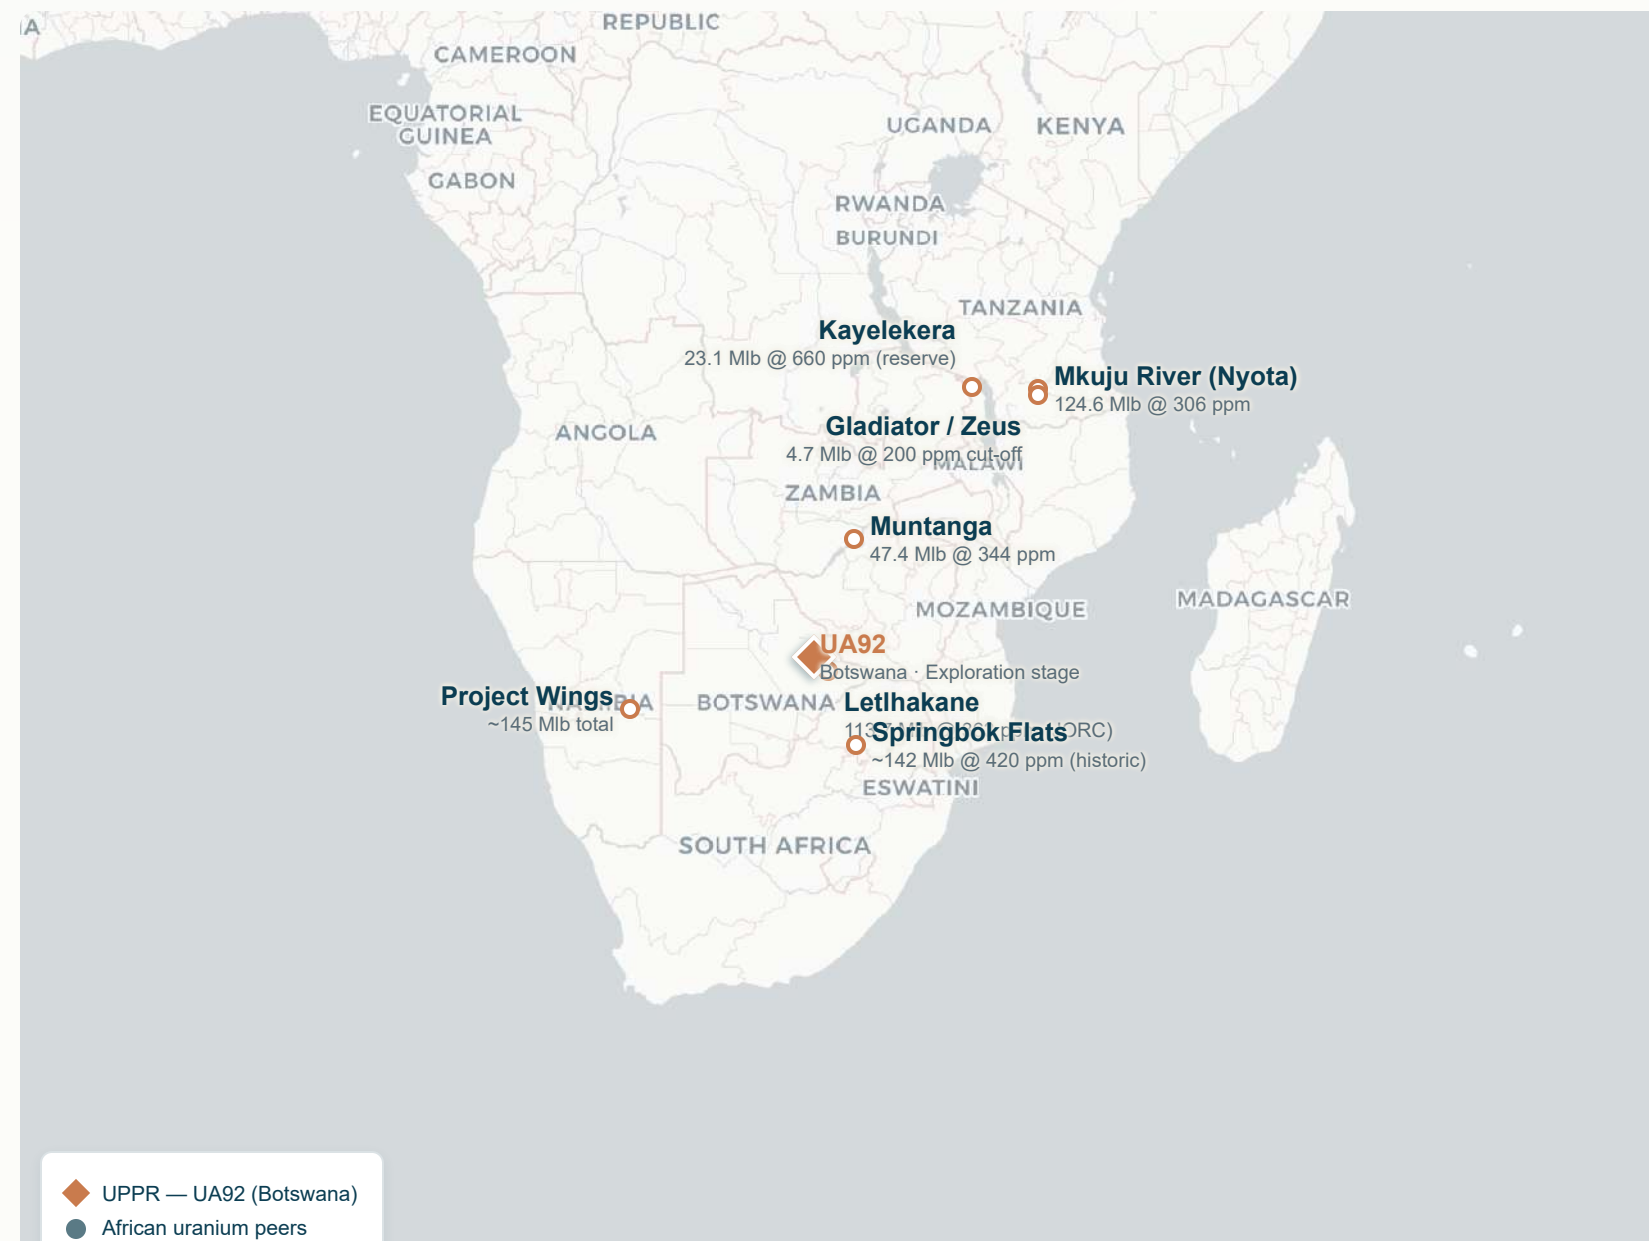 REPUBLIC
CAMEROON
EQUATORIAL
GUINEA
GABON
UGANDA
KENYA
RWANDA
BURUNDI
TANZANIA
Kayelekera
23.1 Mlb @ 660 ppm (reserve)
Mkuju River (Nyota)
124.6 Mlb @ 306 ppm
Gladiator / Zeus
4.7 Mlb @ 200 ppm cut-off
MALAWI
ANGOLA
ZAMBIA
Muntanga
47.4 Mlb @ 344 ppm
MOZAMBIQUE
MADAGASCAR
UA92
Botswana · Exploration stage
Project Wings
~145 Mlb total
BOTSWANA
Letlhakane
Springbok Flats
~142 Mlb @ 420 ppm (historic)
ESWATINI
SOUTH AFRICA
UPPR — UA92 (Botswana)
African uranium peers